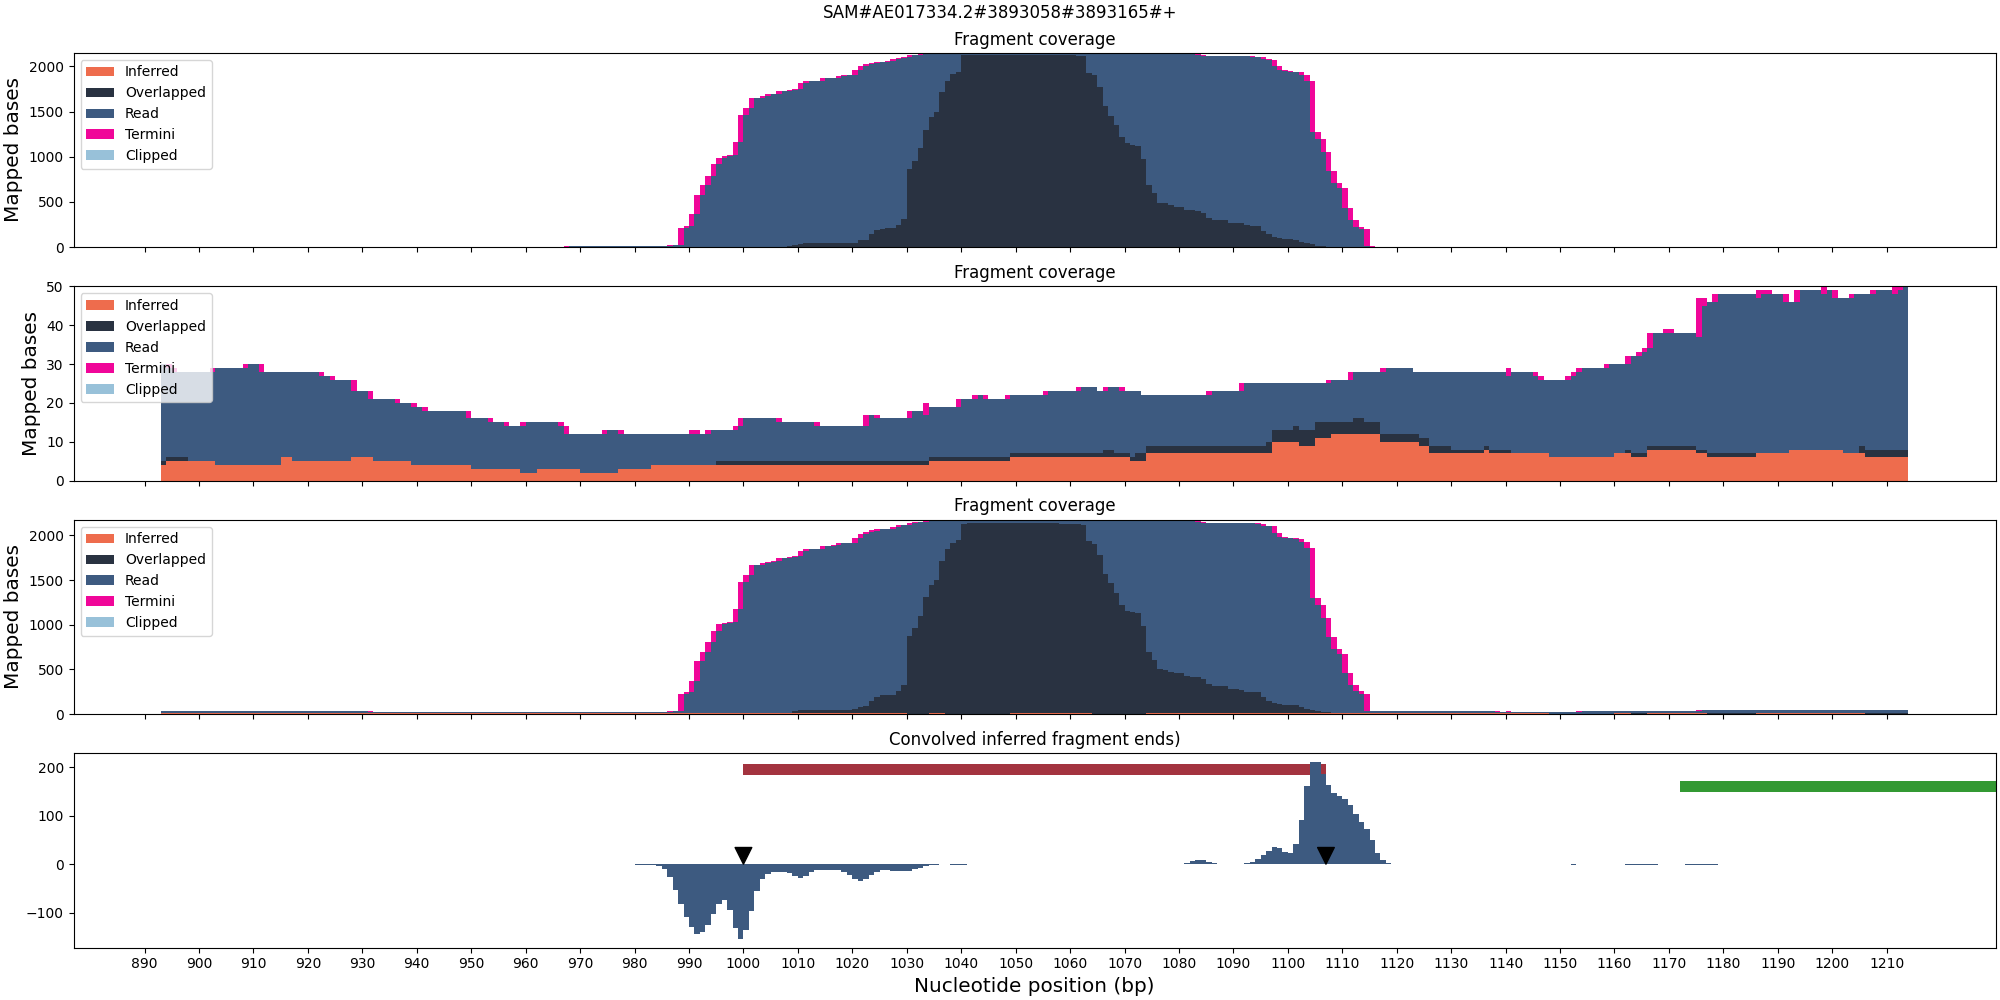 SAM#AE017334.2#3893058#3893165#+
Fragment coverage
Mapped bases
2000
1500
1000
500
0
Inferred
Overlapped
Read
Termini
Clipped
Fragment coverage
Mapped bases
50
40
30
20
10
0
Inferred
Overlapped
Read
Termini
Clipped
Fragment coverage
Mapped bases
2000
1500
1000
500
0
Inferred
Overlapped
Read
Termini
Clipped
Convolved inferred fragment ends)
200
100
0
−100
890 900 910 920 930 940 950 960 970 980 990 1000 1010 1020 1030 1040 1050 1060 1070 1080 1090 1100 1110 1120 1130 1140 1150 1160 1170 1180 1190 1200 1210
Nucleotide position (bp)